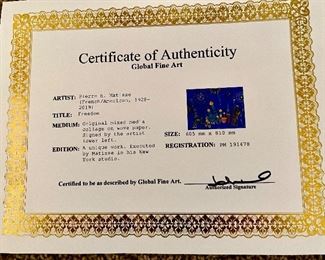 Certificate of Authenticity
Global Fine Art
ARTIST: Pierre H. Matisse
(French/American, 1928-
2019)
TITLE: Freedom
MEDIUM: Original mixed med'a
collage on wove paper.
Signed by the artist
lower left.
SIZE: 605 mm x 810 mm
EDITION: A unique work. Executed
by Matisse in his New
York studio.
REGISTRATION: PM 191478
Certified to be as described by Global Fine Art.
Authorized Signature